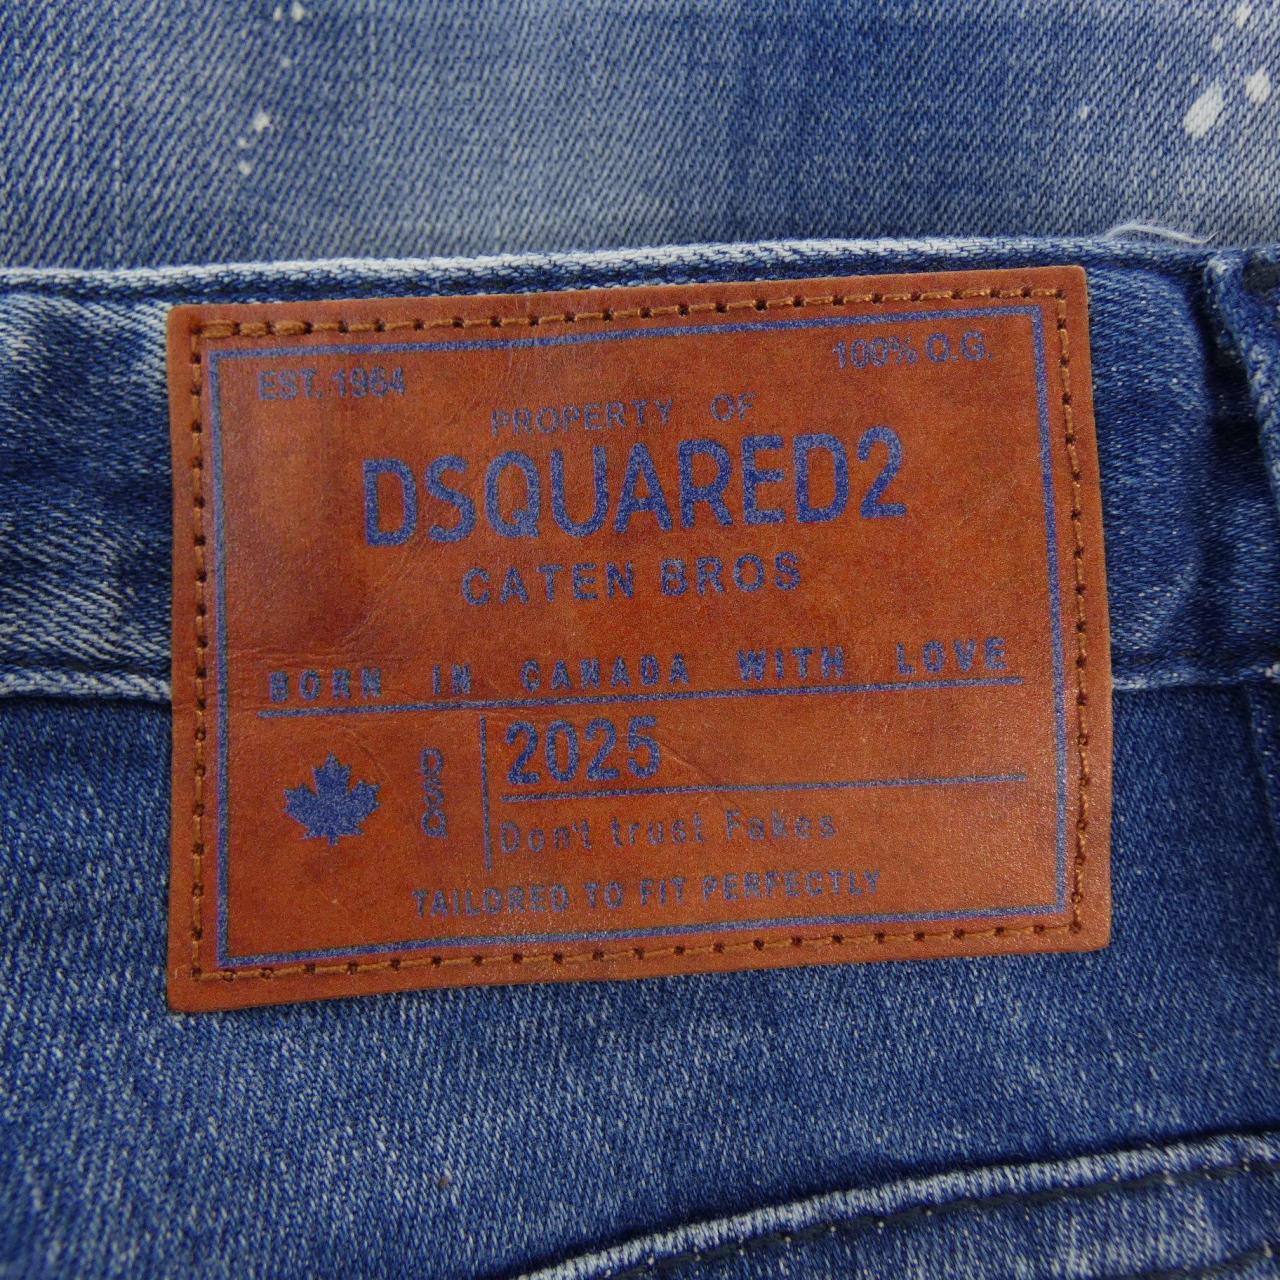 EST. 1964
100% O.G.
PROPERTY OF
DSQUARED2
CATEN BROS
BORN IN CANADA WITH LOVE
DSQ
2025
Don't trust Fakes
TAILORED TO FIT PERFECTLY